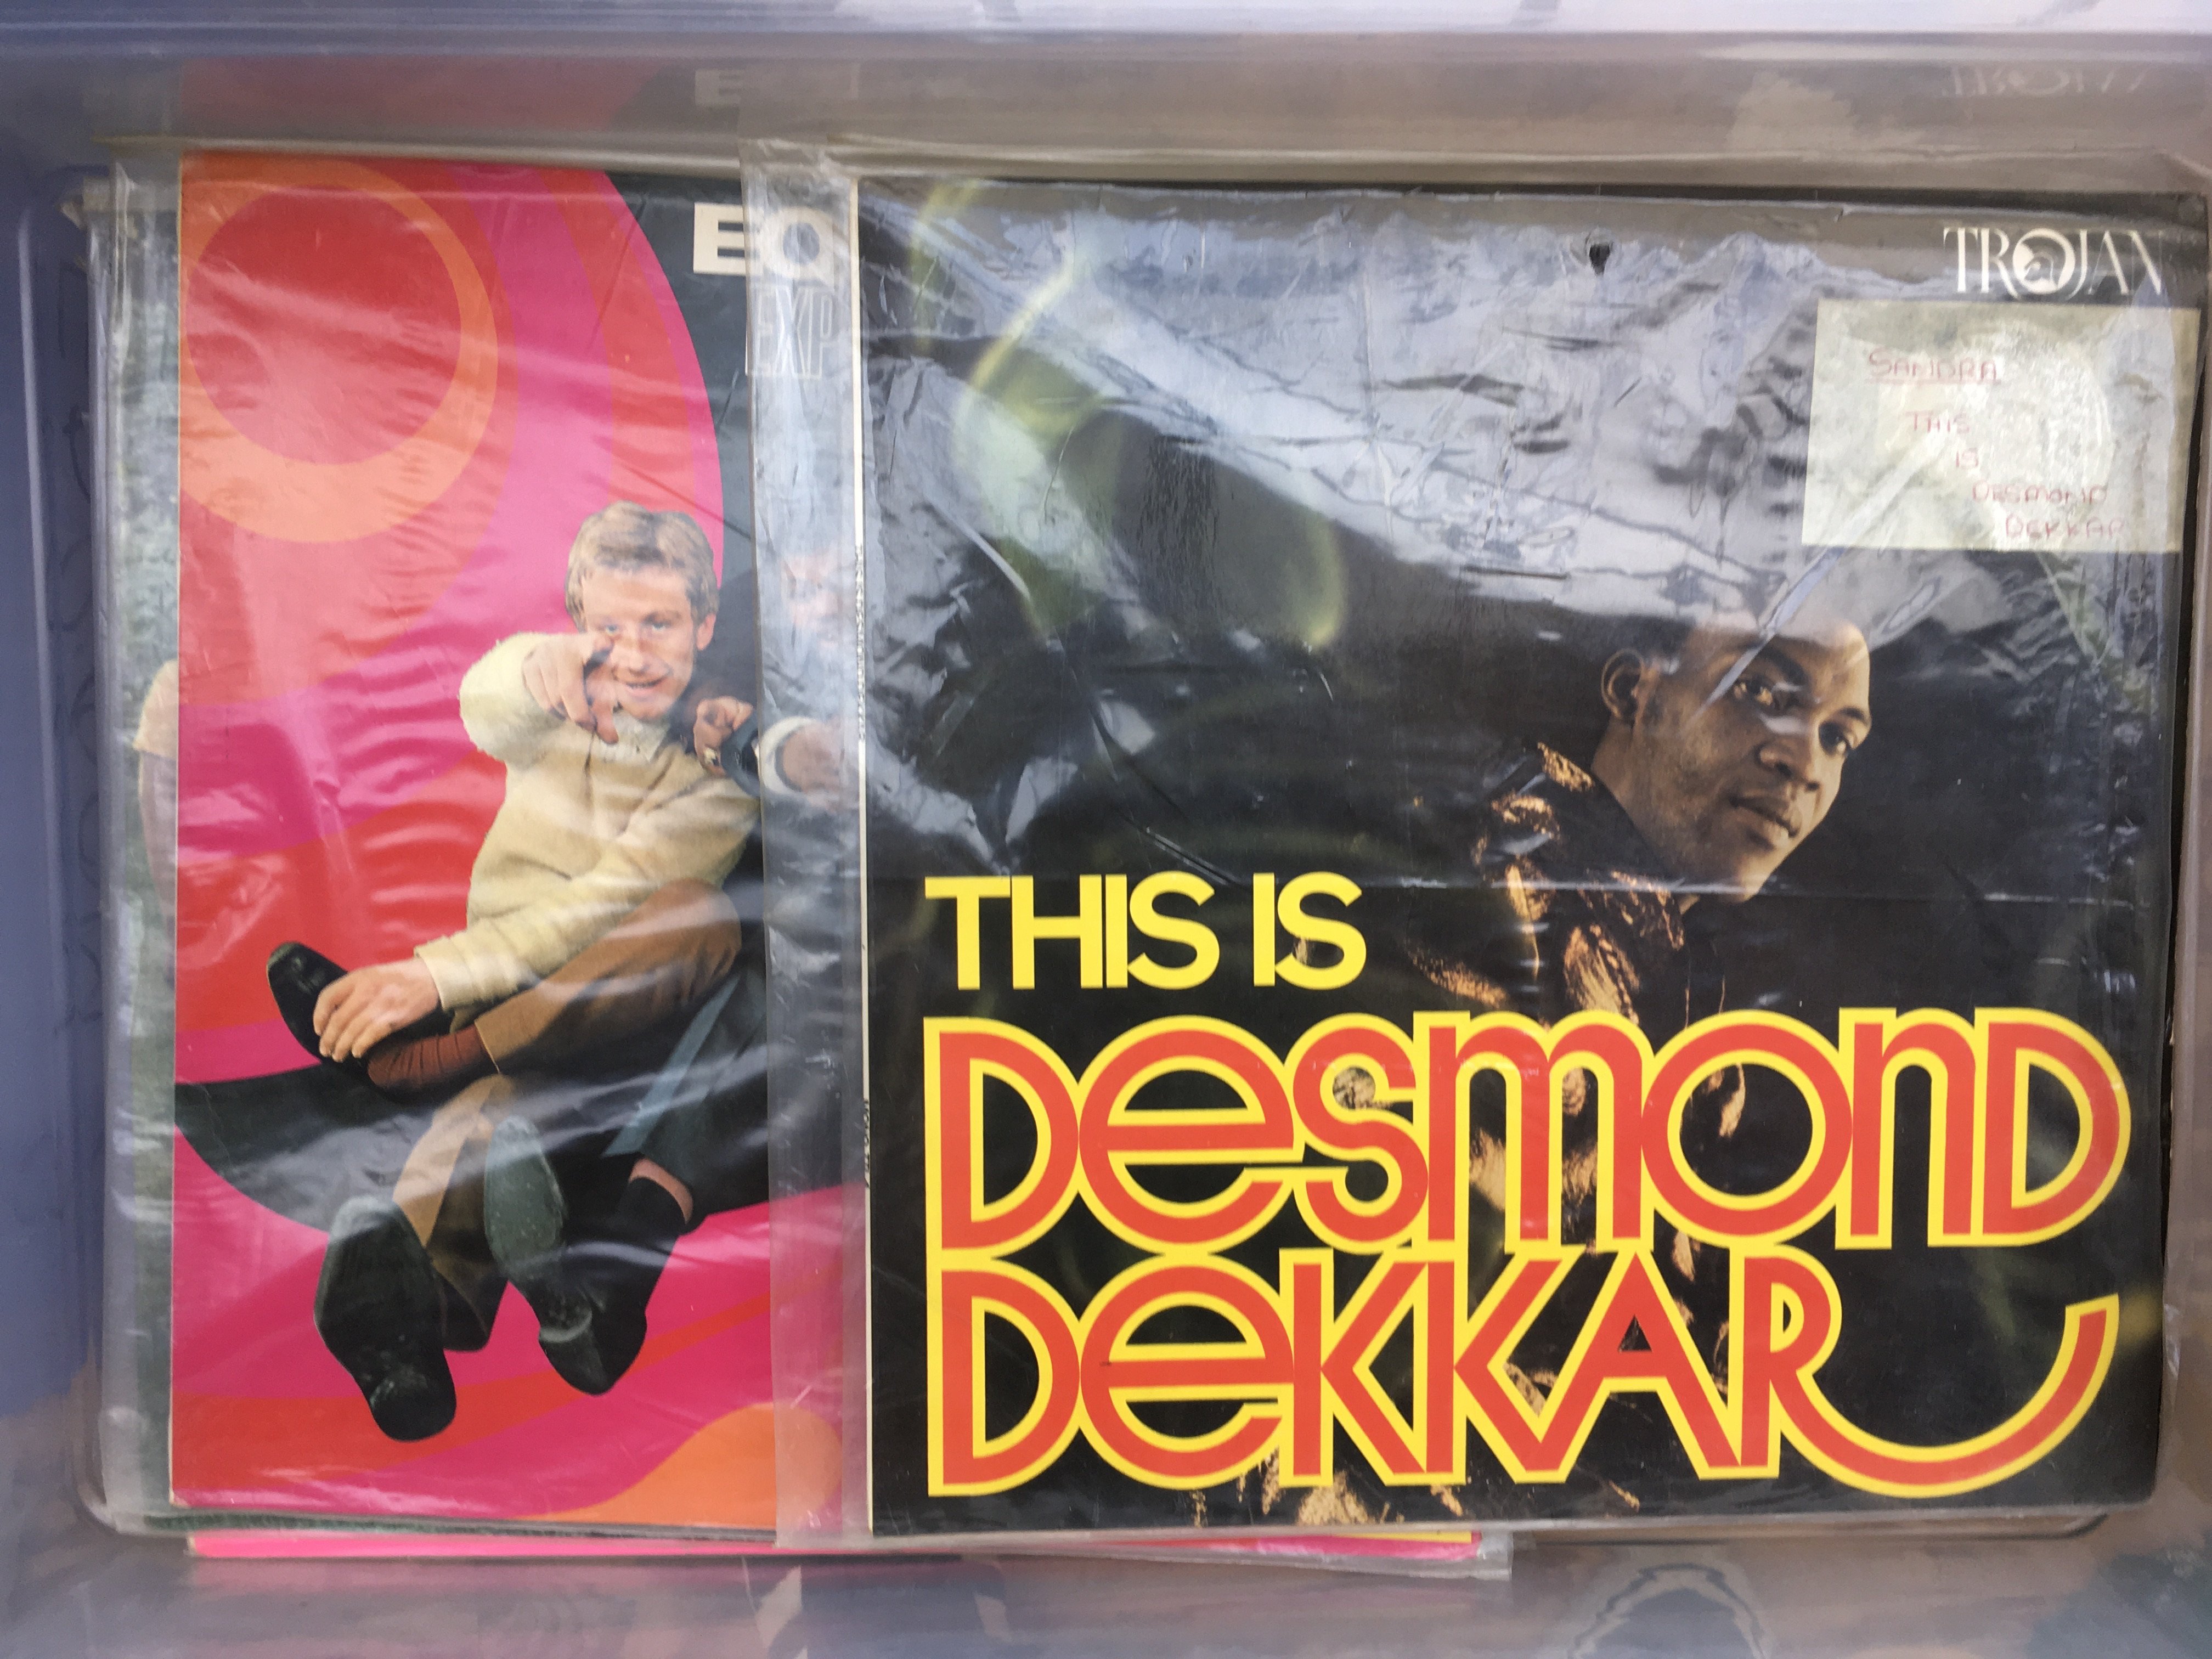 EQ
EXP
TROJAN
SANDRA
THIS
IS
DESMOND
DEKKAR
THIS IS
DESMOND
DEKKAR